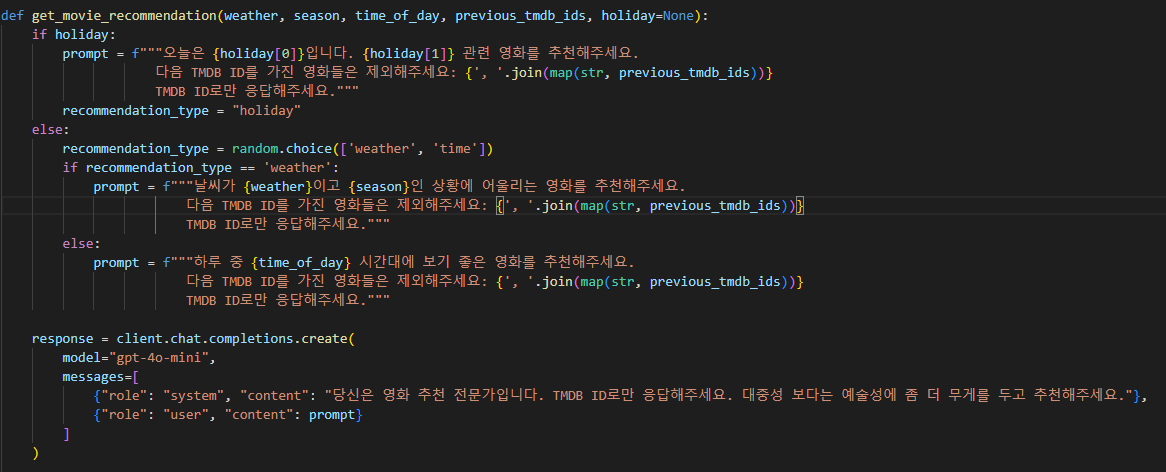 def get_movie_recommendation(weather, season, time_of_day, previous_tmdb_ids, holiday=None):
    if holiday:
        prompt = f"""오늘은 {holiday[0]}입니다. {holiday[1]} 관련 영화를 추천해주세요.
                    다음 TMDB ID를 가진 영화들은 제외해주세요: {', '.join(map(str, previous_tmdb_ids))}
                    TMDB ID로만 응답해주세요."""
        recommendation_type = "holiday"
    else:
        recommendation_type = random.choice(['weather', 'time'])
        if recommendation_type == 'weather':
            prompt = f"""날씨가 {weather}이고 {season}인 상황에 어울리는 영화를 추천해주세요.
                        다음 TMDB ID를 가진 영화들은 제외해주세요: {', '.join(map(str, previous_tmdb_ids))}
                        TMDB ID로만 응답해주세요."""
        else:
            prompt = f"""하루 중 {time_of_day} 시간대에 보기 좋은 영화를 추천해주세요.
                        다음 TMDB ID를 가진 영화들은 제외해주세요: {', '.join(map(str, previous_tmdb_ids))}
                        TMDB ID로만 응답해주세요."""
    response = client.chat.completions.create(
        model="gpt-4o-mini",
        messages=[
            {"role": "system", "content": "당신은 영화 추천 전문가입니다. TMDB ID로만 응답해주세요. 대중성 보다는 예술성에 좀 더 무게를 두고 추천해주세요."},
            {"role": "user", "content": prompt}
        ]
    )